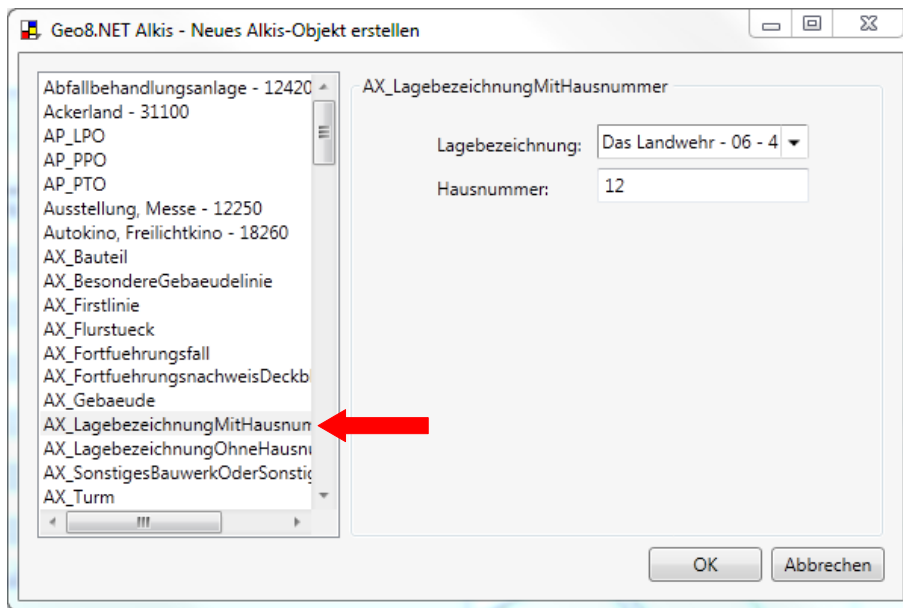 Geo8.NET Alkis - Neues Alkis-Objekt erstellen
Abfallbehandlungsanlage - 12420
Ackerland - 31100
AP_LPO
AP_PPO
AP_PTO
Ausstellung, Messe - 12250
Autokino, Freilichtkino - 18260
AX_Bauteil
AX_BesondereGebaeudelinie
AX_Firstlinie
AX_Flurstueck
AX_Fortfuehrungsfall
AX_FortfuehrungsnachweisDeckbl
AX_Gebaeude
AX_LagebezeichnungMitHausnum
AX_LagebezeichnungOhneHausnu
AX_SonstigesBauwerkOderSonstig
AX_Turm
AX_LagebezeichnungMitHausnummer
Lagebezeichnung: Das Landwehr - 06 - 4
Hausnummer: 12
OK Abbrechen